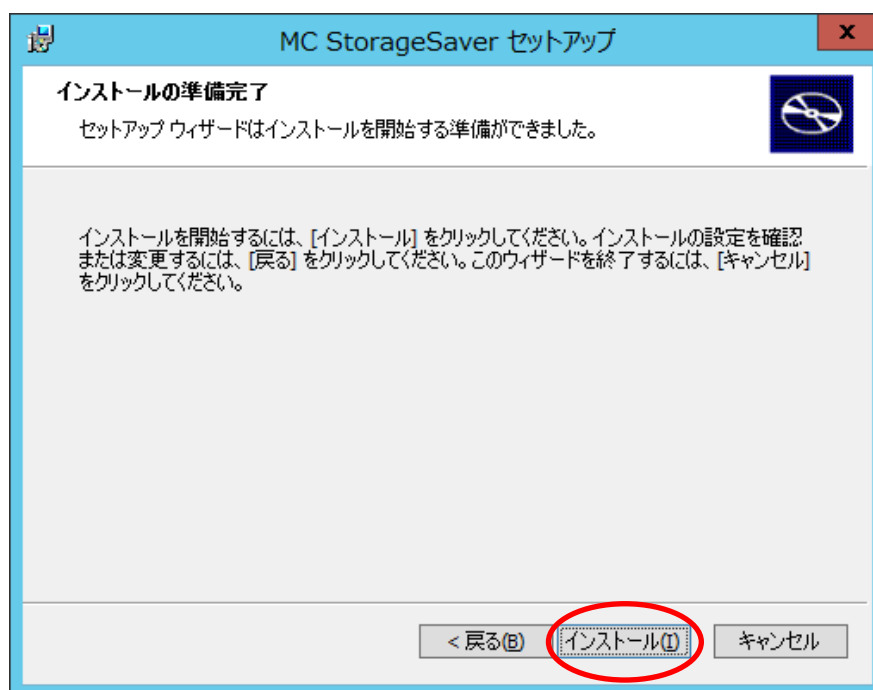 MC StorageSaver セットアップ
x
インストールの準備完了
セットアップ ウィザードはインストールを開始する準備ができました。
インストールを開始するには、[インストール] をクリックしてください。インストールの設定を確認
または変更するには、[戻る] をクリックしてください。このウィザードを終了するには、[キャンセル]
をクリックしてください。
< 戻る(B) インストール(I) キャンセル